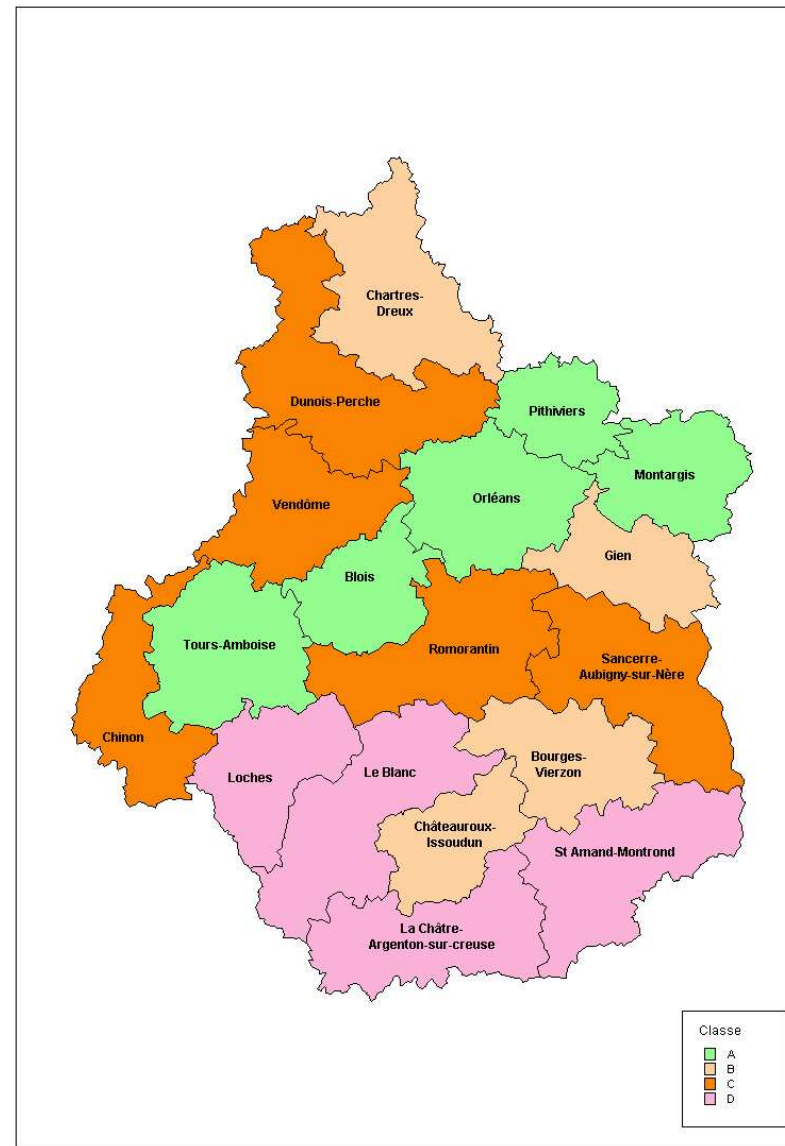 Chartres-
Dreux
Dunois-Perche
Pithiviers
Montargis
Orléans
Vendôme
Gien
Blois
Tours-Amboise
Romorantin
Sancerre-
Aubigny-sur-Nère
Chinon
Loches
Le Blanc
Bourges-
Vierzon
Châteauroux-
Issoudun
St Amand-Montrond
La Châtre-
Argenton-sur-creuse
Classe
A
B
C
D